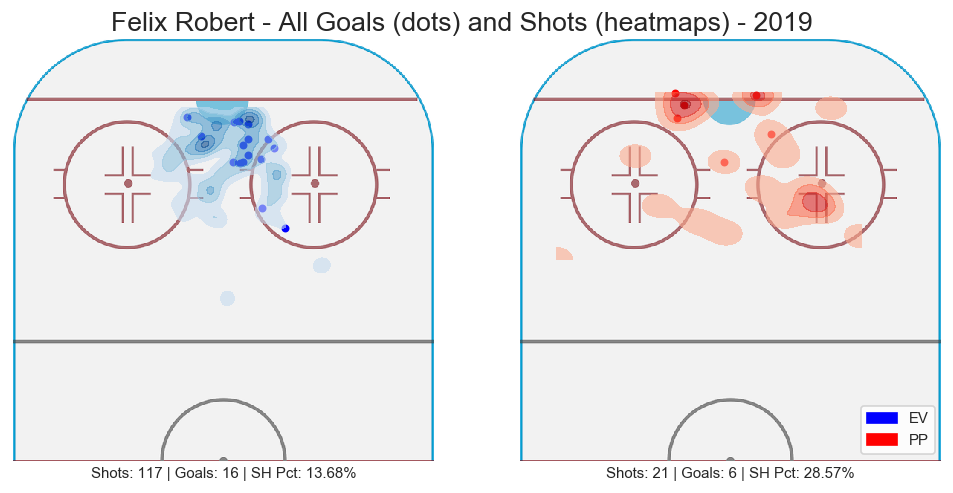 Felix Robert - All Goals (dots) and Shots (heatmaps) - 2019
EV
PP
Shots: 117 | Goals: 16 | SH Pct: 13.68%
Shots: 21 | Goals: 6 | SH Pct: 28.57%